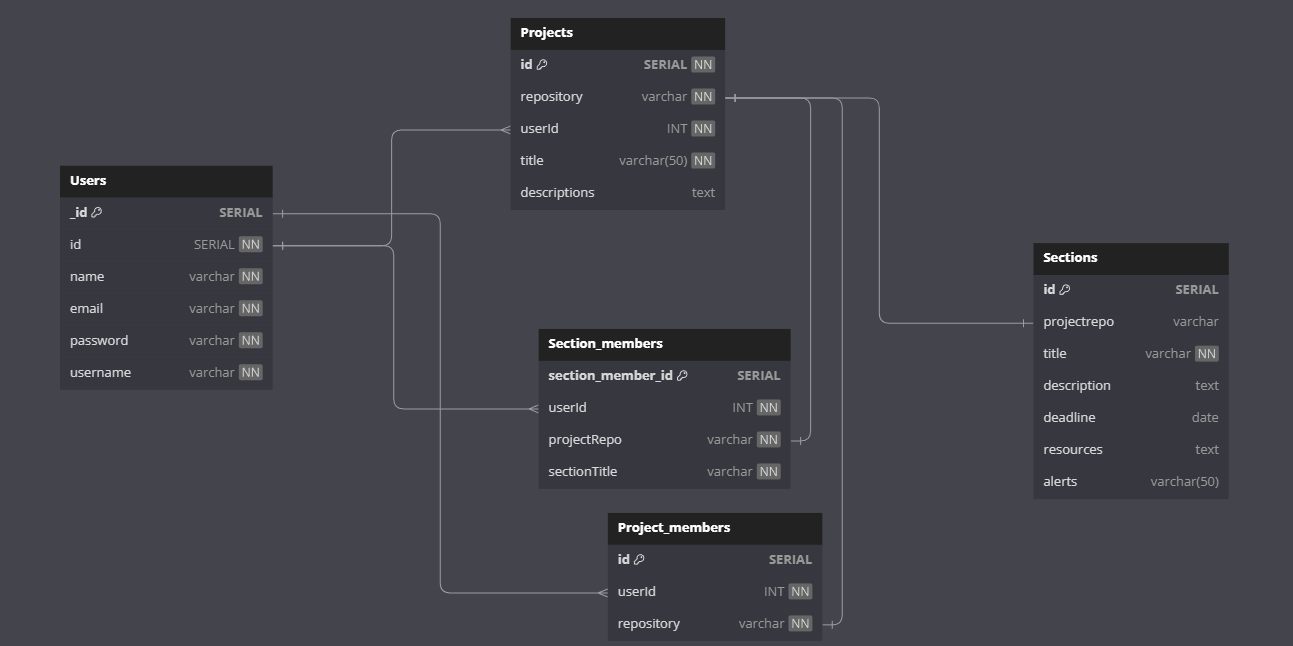 Projects
id SERIAL NN
repository varchar NN
userId INT NN
title varchar(50) NN
descriptions text
Users
_id SERIAL
id SERIAL NN
name varchar NN
email varchar NN
password varchar NN
username varchar NN
Sections
id SERIAL
projectrepo varchar
title varchar NN
description text
deadline date
resources text
alerts varchar(50)
Section_members
section_member_id SERIAL
userId INT NN
projectRepo varchar NN
sectionTitle varchar NN
Project_members
id SERIAL
userId INT NN
repository varchar NN